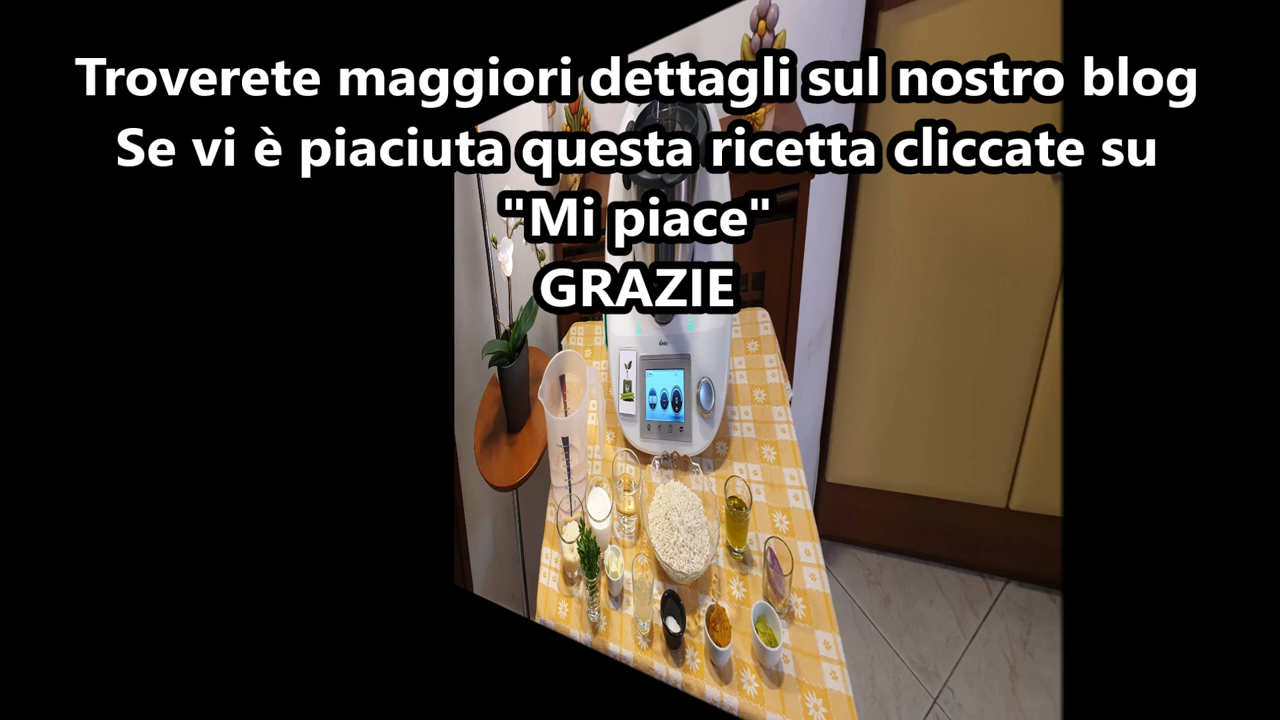 Troverete maggiori dettagli sul nostro blog
Se vi è piaciuta questa ricetta cliccate su
"Mi piace"
GRAZIE